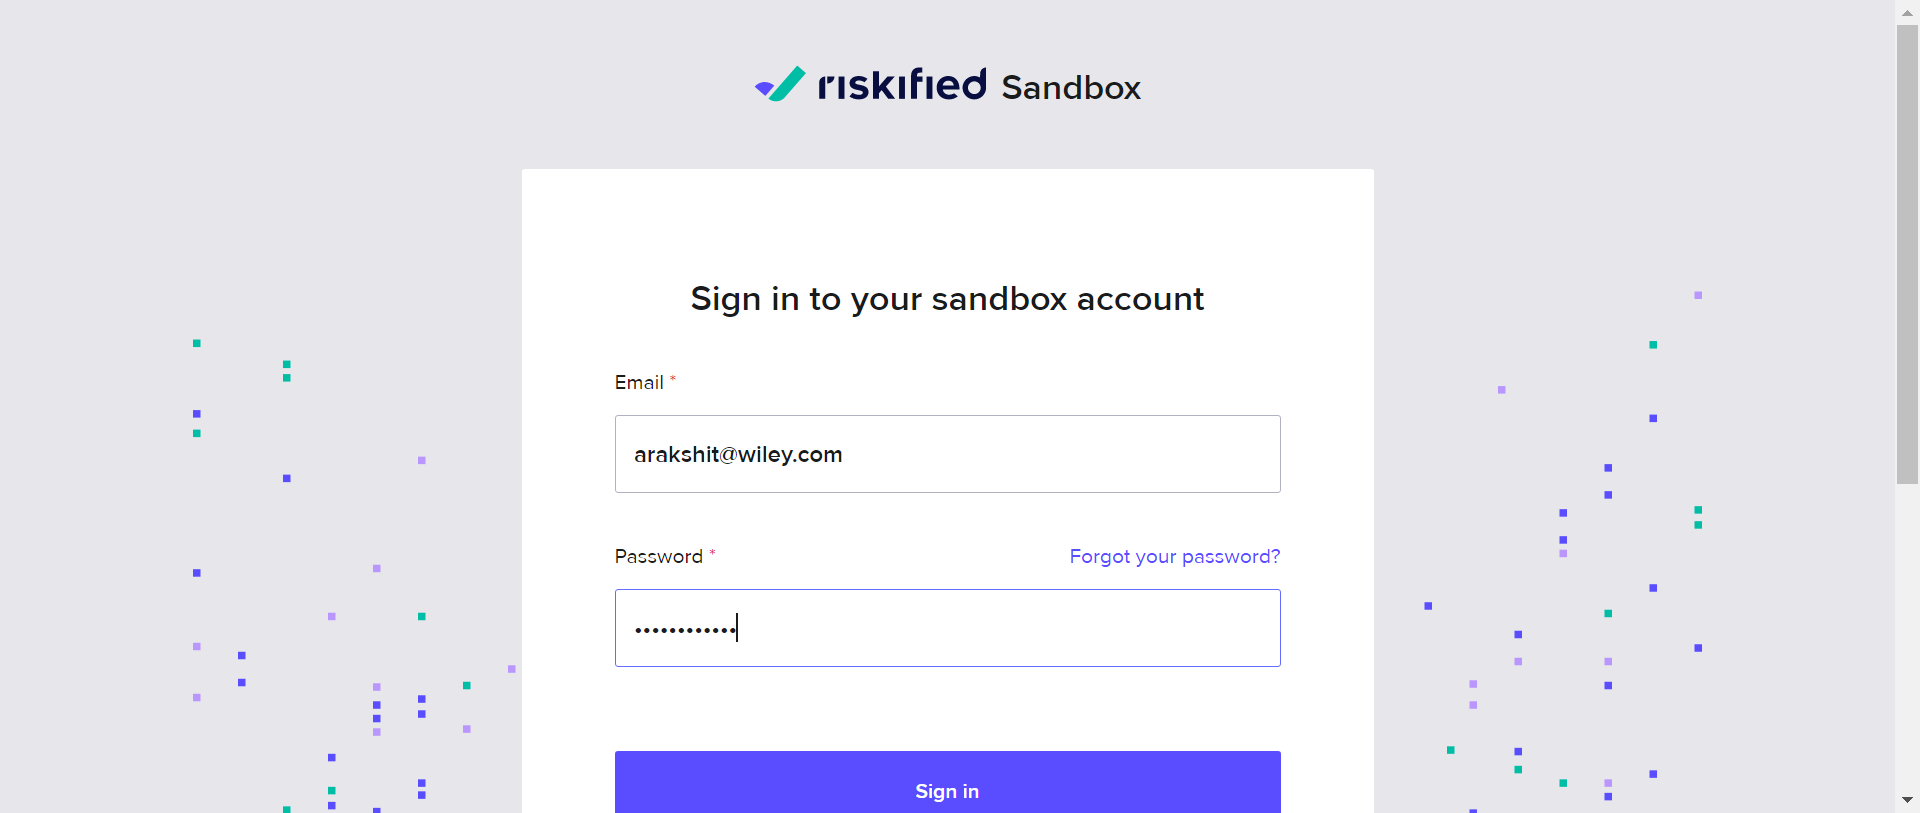 riskified Sandbox
Sign in to your sandbox account
Email *
arakshit@wiley.com
Password * Forgot your password?
••••••••••••
Sign in